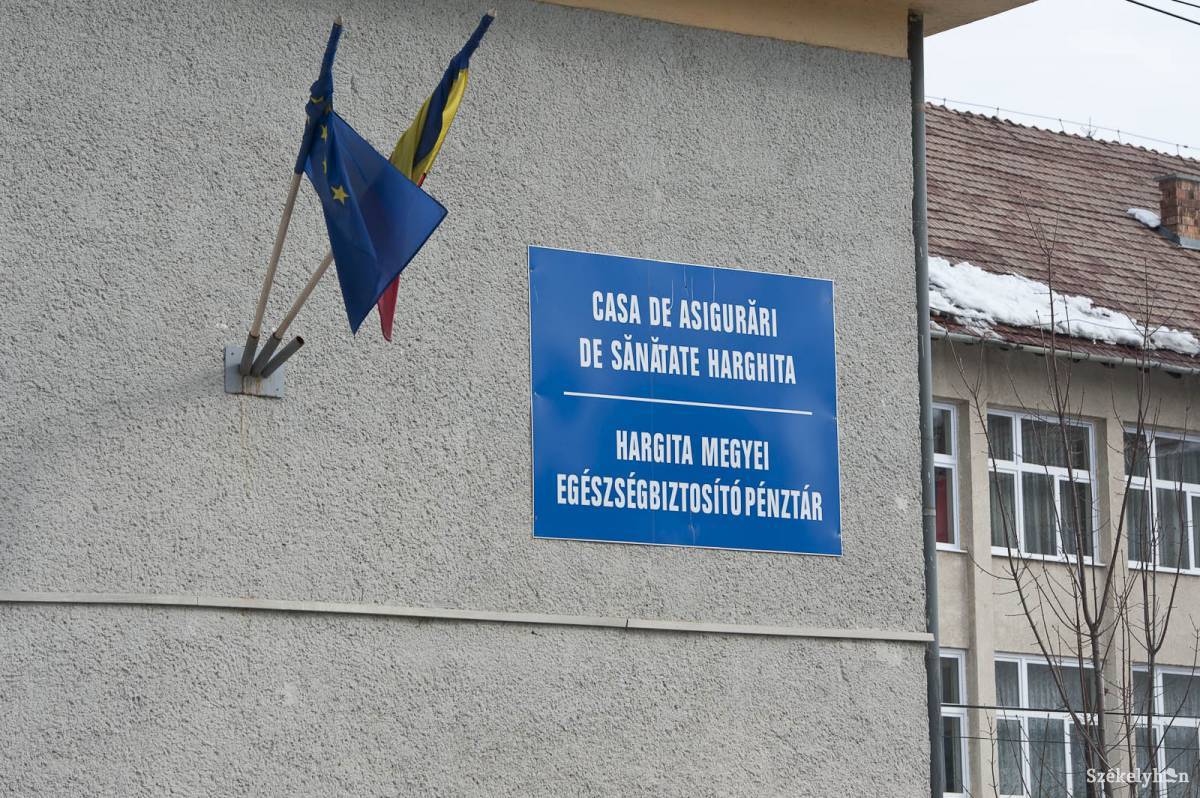 CASA DE ASIGURĂRI
DE SĂNĂTATE HARGHITA
HARGITA MEGYEI
EGÉSZSÉGBIZTOSÍTÓ PÉNZTÁR
Székelyhon